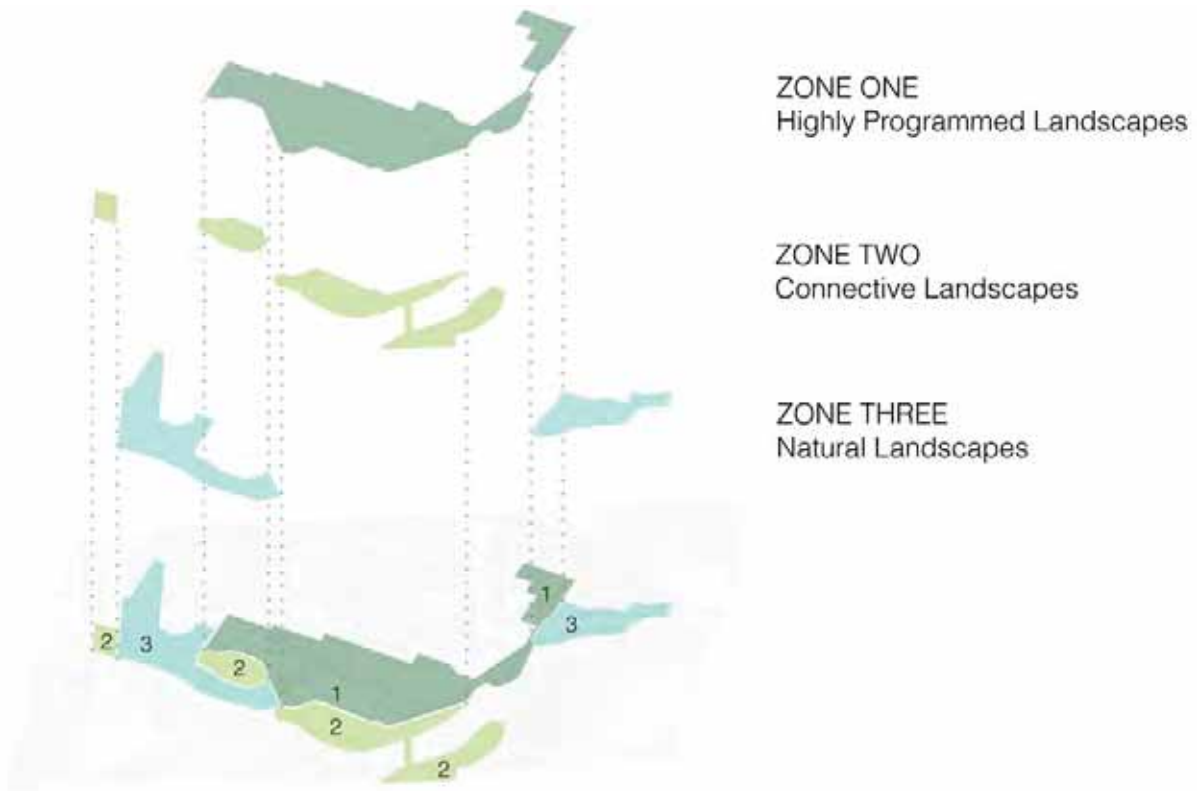 ZONE ONE
Highly Programmed Landscapes
ZONE TWO
Connective Landscapes
ZONE THREE
Natural Landscapes
1
2
3
3
2
1
2
2